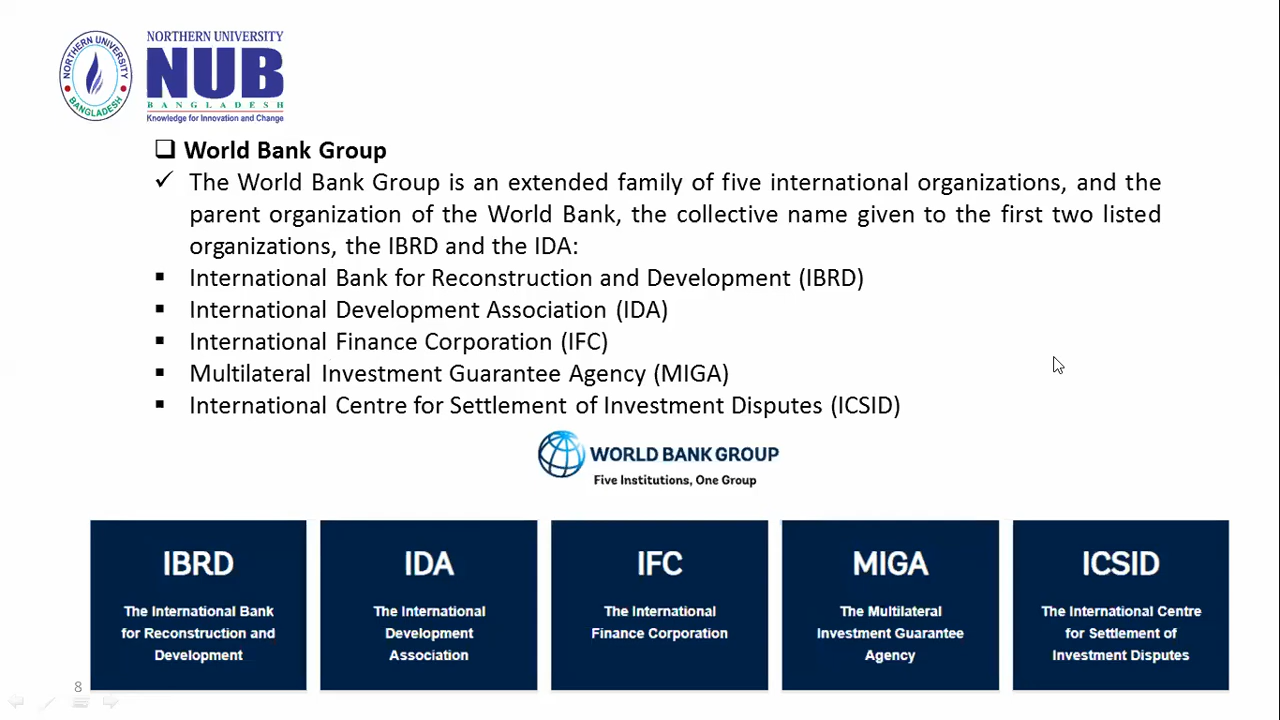 NORTHERN UNIVERSITY
BANGLADESH
NORTHERN UNIVERSITY
NUB
BANGLADESH
Knowledge for Innovation and Change
World Bank Group
The World Bank Group is an extended family of five international organizations, and the
parent organization of the World Bank, the collective name given to the first two listed
organizations, the IBRD and the IDA:
International Bank for Reconstruction and Development (IBRD)
International Development Association (IDA)
International Finance Corporation (IFC)
Multilateral Investment Guarantee Agency (MIGA)
International Centre for Settlement of Investment Disputes (ICSID)
WORLD BANK GROUP
Five Institutions, One Group
IBRD
The International Bank
for Reconstruction and
Development
IDA
The International
Development
Association
IFC
The International
Finance Corporation
MIGA
The Multilateral
Investment Guarantee
Agency
ICSID
The International Centre
for Settlement of
Investment Disputes
8